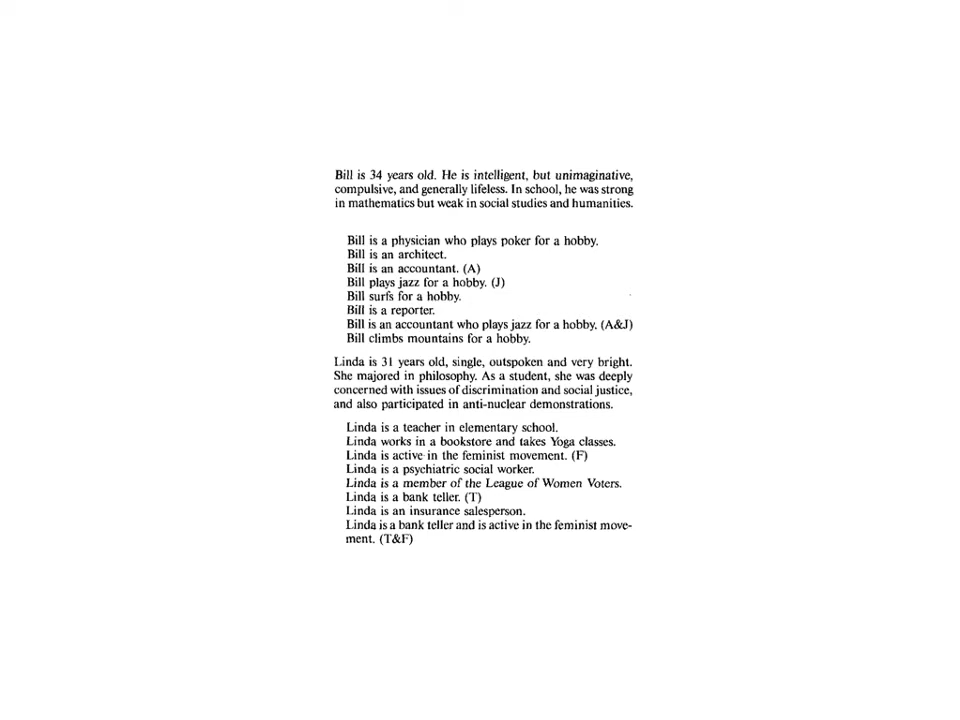 Bill is 34 years old. He is intelligent, but unimaginative,
compulsive, and generally lifeless. In school, he was strong
in mathematics but weak in social studies and humanities.
Bill is a physician who plays poker for a hobby.
Bill is an architect.
Bill is an accountant. (A)
Bill plays jazz for a hobby. (J)
Bill surfs for a hobby.
Bill is a reporter.
Bill is an accountant who plays jazz for a hobby. (A&J)
Bill climbs mountains for a hobby.
Linda is 31 years old, single, outspoken and very bright.
She majored in philosophy. As a student, she was deeply
concerned with issues of discrimination and social justice,
and also participated in anti-nuclear demonstrations.
Linda is a teacher in elementary school.
Linda works in a bookstore and takes Yoga classes.
Linda is active in the feminist movement. (F)
Linda is a psychiatric social worker.
Linda is a member of the League of Women Voters.
Linda is a bank teller. (T)
Linda is an insurance salesperson.
Linda is a bank teller and is active in the feminist move-
ment. (T&F)